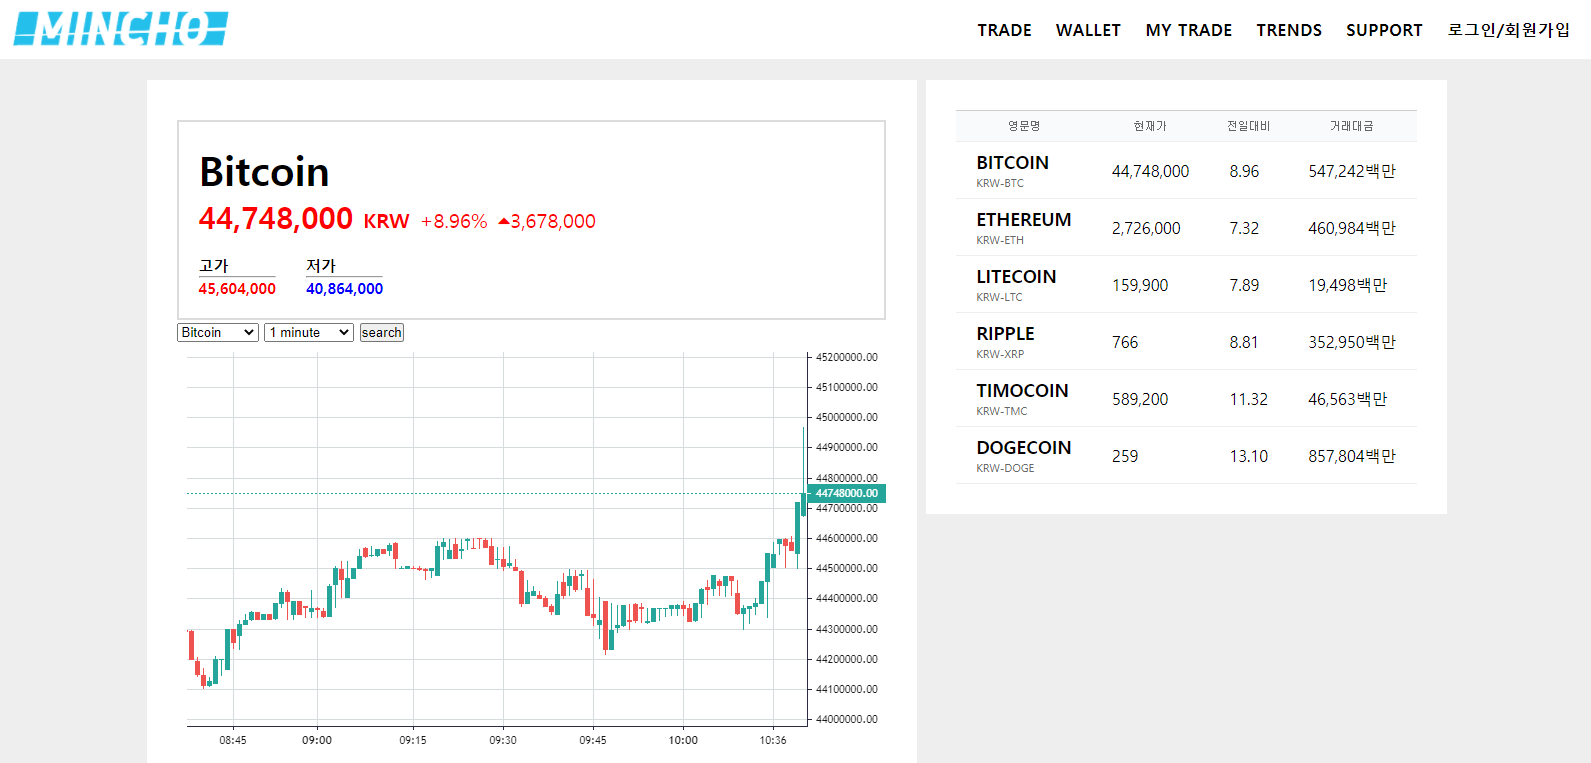 MINCHO
TRADE WALLET MY TRADE TRENDS SUPPORT 로그인/회원가입
Bitcoin
44,748,000 KRW +8.96% ▲3,678,000
고가 저가
45,604,000 40,864,000
Bitcoin 1 minute search
45200000.00
45100000.00
45000000.00
44900000.00
44800000.00
44748000.00
44700000.00
44600000.00
44500000.00
44400000.00
44300000.00
44200000.00
44100000.00
44000000.00
08:45 09:00 09:15 09:30 09:45 10:00 10:36
영문명 현재가 전일대비 거래대금
BITCOIN 44,748,000 8.96 547,242백만
KRW-BTC
ETHEREUM 2,726,000 7.32 460,984백만
KRW-ETH
LITECOIN 159,900 7.89 19,498백만
KRW-LTC
RIPPLE 766 8.81 352,950백만
KRW-XRP
TIMOCOIN 589,200 11.32 46,563백만
KRW-TMC
DOGECOIN 259 13.10 857,804백만
KRW-DOGE